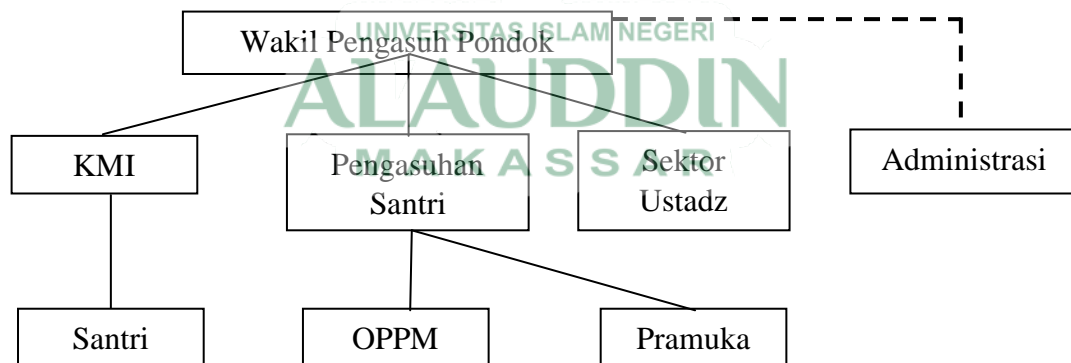 UNIVERSITAS ISLAM NEGERI
Wakil Pengasuh Pondok
ALAUDDIN
MAKASSAR
KMI
Pengasuhan
Santri
Sektor
Ustadz
Administrasi
Santri
OPPM
Pramuka